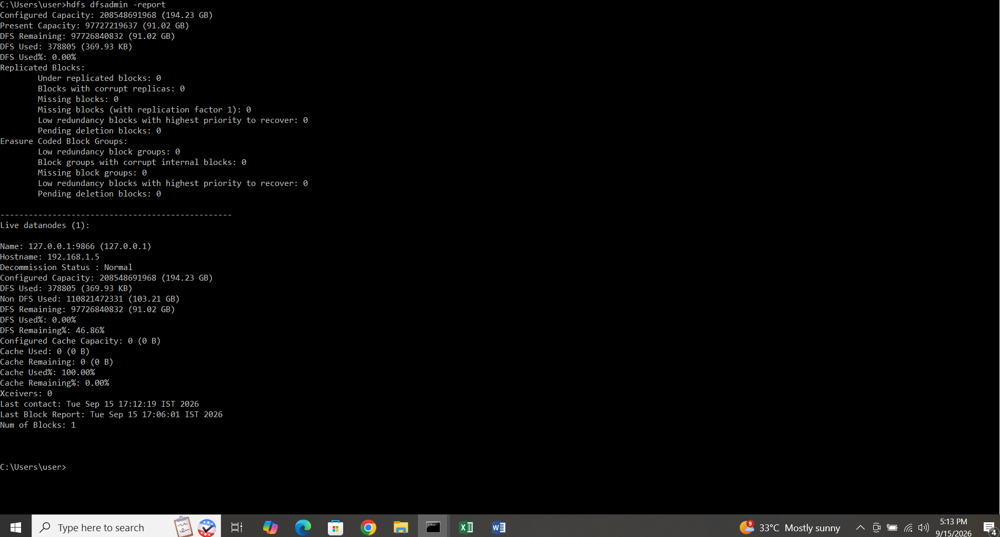 C:\Users\user>hdfs dfsadmin -report
Configured Capacity: 208548691968 (194.23 GB)
Present Capacity: 97727219637 (91.02 GB)
DFS Remaining: 97726840832 (91.02 GB)
DFS Used: 378805 (369.93 KB)
DFS Used%: 0.00%
Replicated Blocks:
        Under replicated blocks: 0
        Blocks with corrupt replicas: 0
        Missing blocks: 0
        Missing blocks (with replication factor 1): 0
        Low redundancy blocks with highest priority to recover: 0
        Pending deletion blocks: 0
Erasure Coded Block Groups:
        Low redundancy block groups: 0
        Block groups with corrupt internal blocks: 0
        Missing block groups: 0
        Low redundancy blocks with highest priority to recover: 0
        Pending deletion blocks: 0
-------------------------------------------------
Live datanodes (1):
Name: 127.0.0.1:9866 (127.0.0.1)
Hostname: 192.168.1.5
Decommission Status : Normal
Configured Capacity: 208548691968 (194.23 GB)
DFS Used: 378805 (369.93 KB)
Non DFS Used: 110821472331 (103.21 GB)
DFS Remaining: 97726840832 (91.02 GB)
DFS Used%: 0.00%
DFS Remaining%: 46.86%
Configured Cache Capacity: 0 (0 B)
Cache Used: 0 (0 B)
Cache Remaining: 0 (0 B)
Cache Used%: 100.00%
Cache Remaining%: 0.00%
Xceivers: 0
Last contact: Tue Sep 15 17:12:19 IST 2026
Last Block Report: Tue Sep 15 17:06:01 IST 2026
Num of Blocks: 1
C:\Users\user>
Type here to search
9
33°C Mostly sunny
5:13 PM
9/15/2026
4